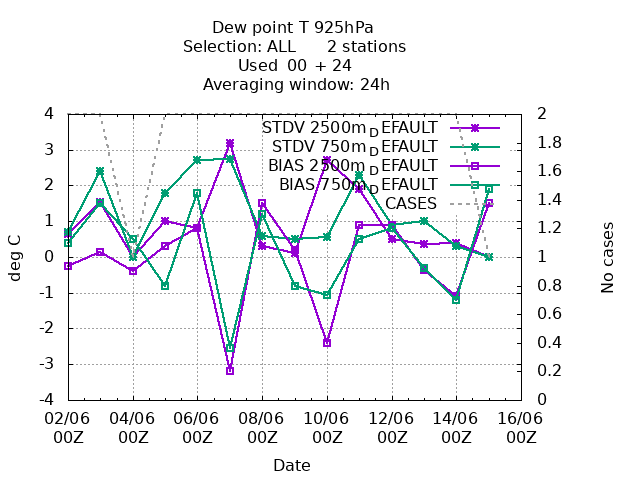 Dew point T 925hPa
Selection: ALL 2 stations
Used 00 + 24
Averaging window: 24h
STDV 2500m_DEFAULT
STDV 750m_DEFAULT
BIAS 2500m_DEFAULT
BIAS 750m_DEFAULT
CASES
4
3
2
1
0
-1
-2
-3
-4
deg C
2
1.8
1.6
1.4
1.2
1
0.8
0.6
0.4
0.2
0
No cases
02/06 04/06 06/06 08/06 10/06 12/06 14/06 16/06
00Z 00Z 00Z 00Z 00Z 00Z 00Z 00Z
Date